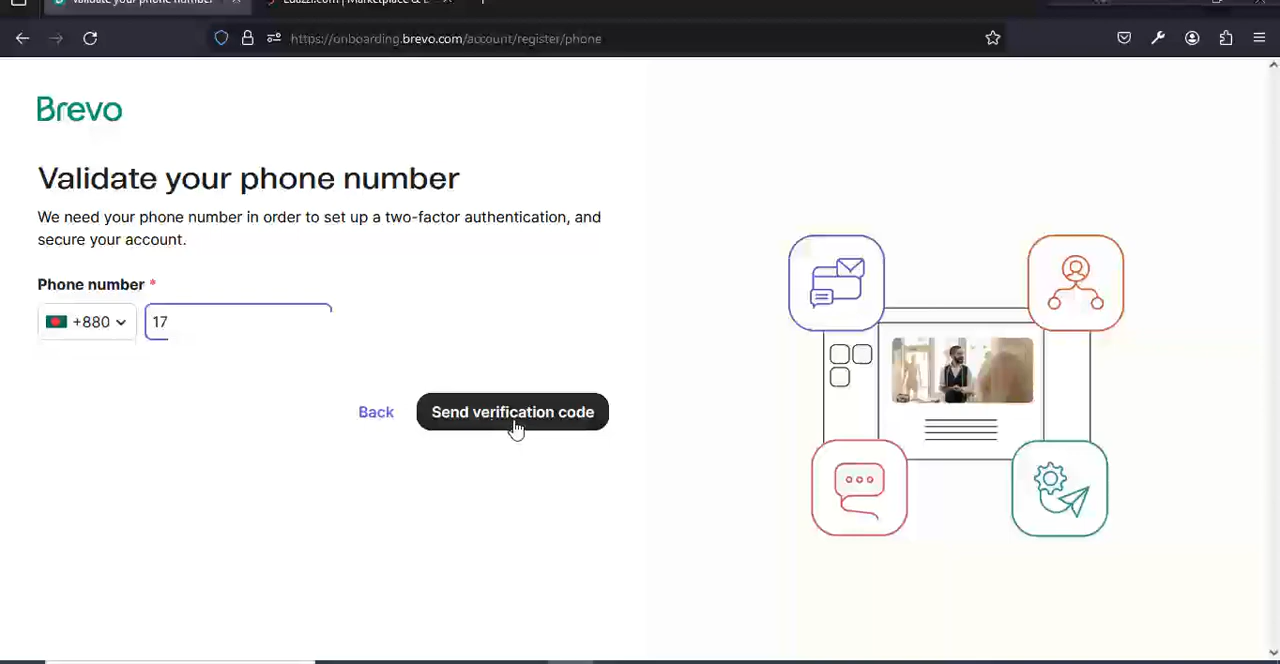 Validate your phone number
https://onboarding.brevo.com/account/register/phone
Brevo
Validate your phone number
We need your phone number in order to set up a two-factor authentication, and
secure your account.
Phone number *
+880 17
Back Send verification code